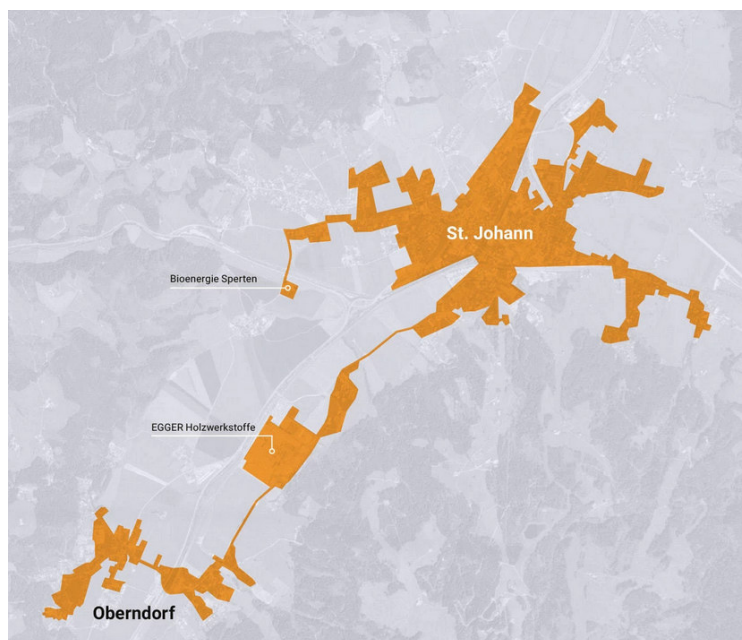 St. Johann
Bioenergie Sperten
EGGER Holzwerkstoffe
Oberndorf